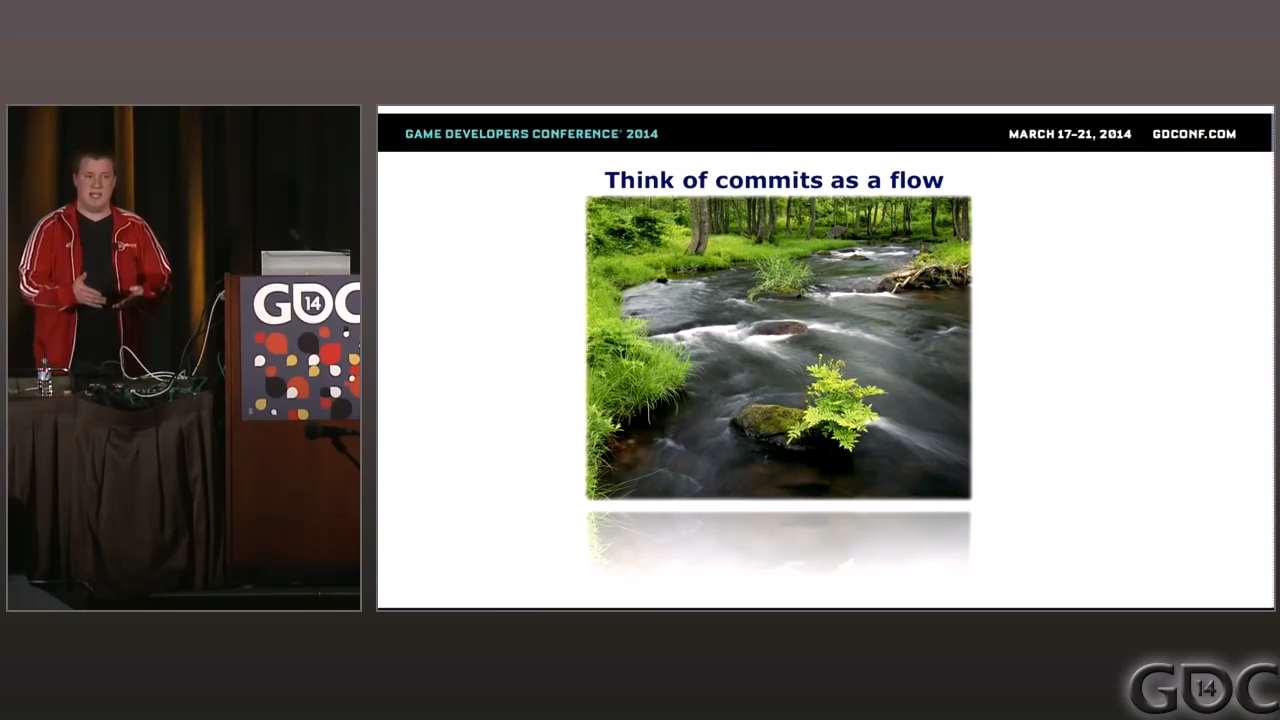 GAME DEVELOPERS CONFERENCE® 2014
MARCH 17–21, 2014 GDCONF.COM
Think of commits as a flow
GDC
14
GDC
14